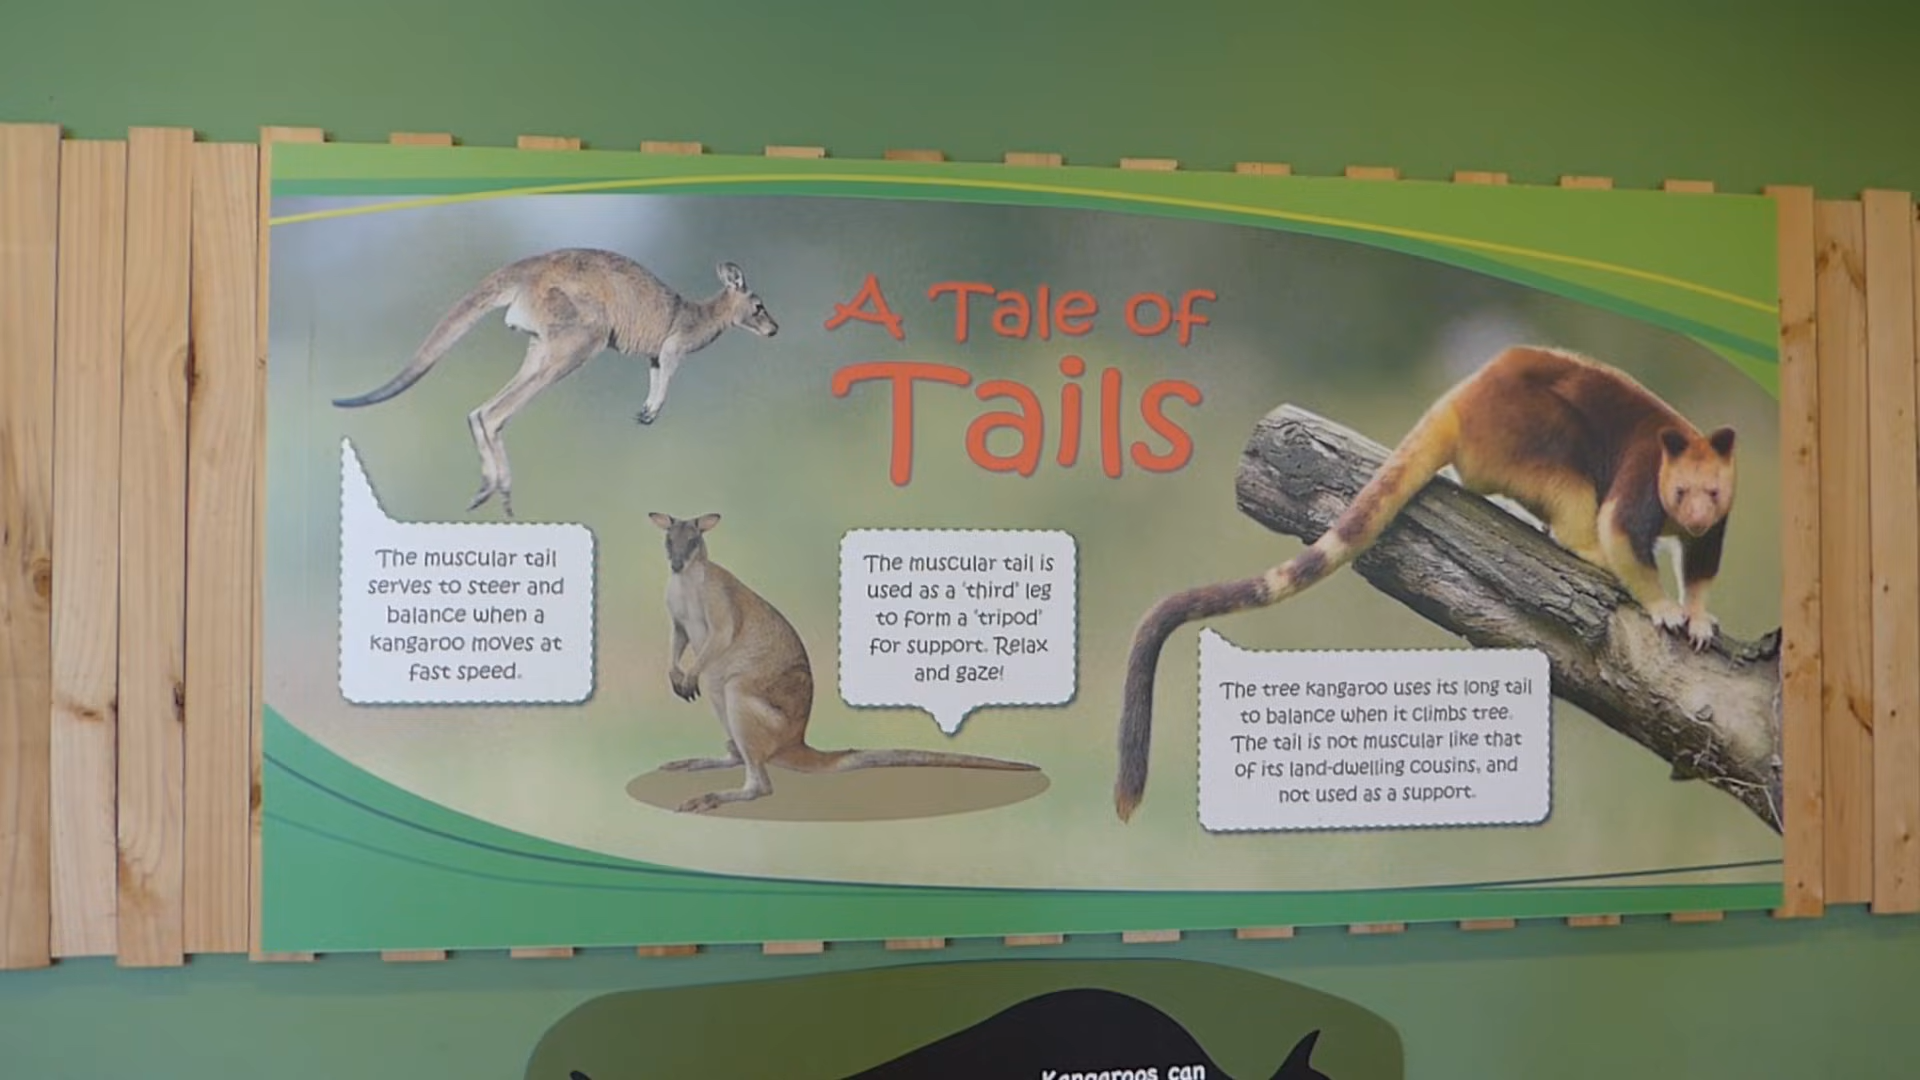 A Tale of
Tails
The muscular tail
serves to steer and
balance when a
kangaroo moves at
fast speed.
The muscular tail is
used as a 'third' leg
to form a 'tripod'
for support. Relax
and gaze!
The tree kangaroo uses its long tail
to balance when it climbs tree.
The tail is not muscular like that
of its land-dwelling cousins, and
not used as a support.
Kangaroos can